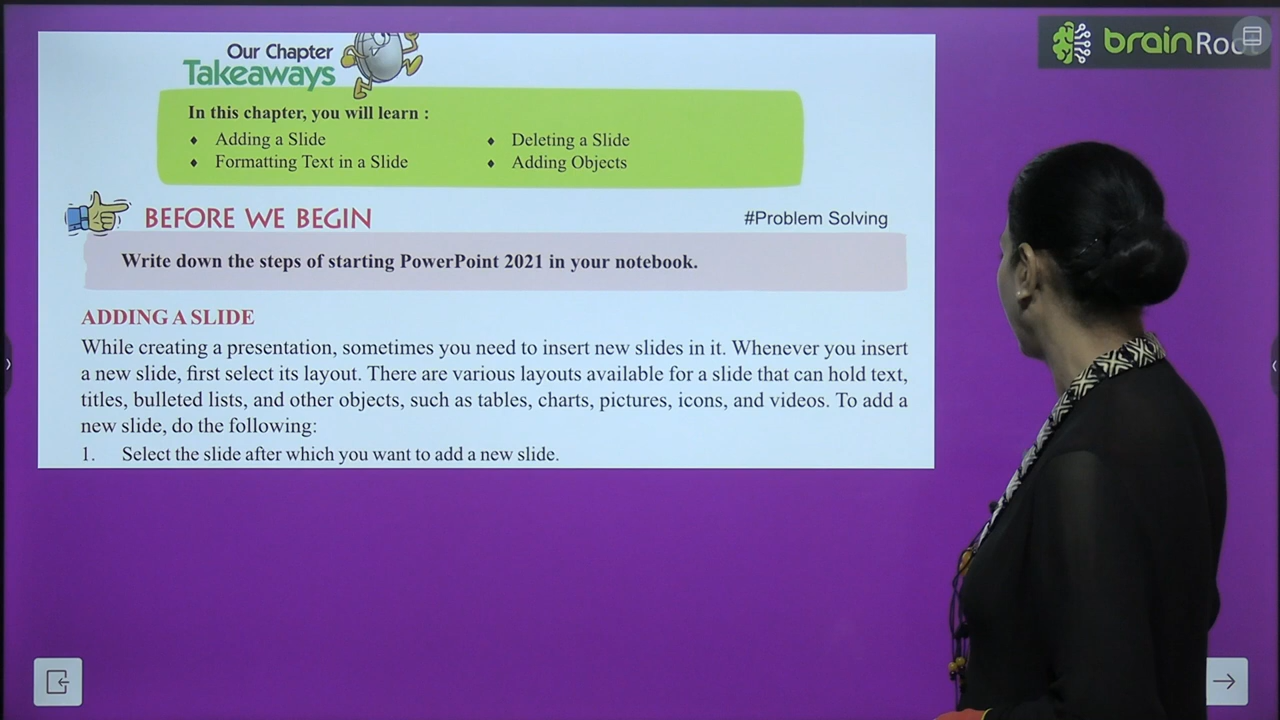 Our Chapter
Takeaways
In this chapter, you will learn :
♦ Adding a Slide
♦ Deleting a Slide
♦ Formatting Text in a Slide
♦ Adding Objects
BEFORE WE BEGIN
#Problem Solving
Write down the steps of starting PowerPoint 2021 in your notebook.
ADDING A SLIDE
While creating a presentation, sometimes you need to insert new slides in it. Whenever you insert
a new slide, first select its layout. There are various layouts available for a slide that can hold text,
titles, bulleted lists, and other objects, such as tables, charts, pictures, icons, and videos. To add a
new slide, do the following:
1. Select the slide after which you want to add a new slide.
brain